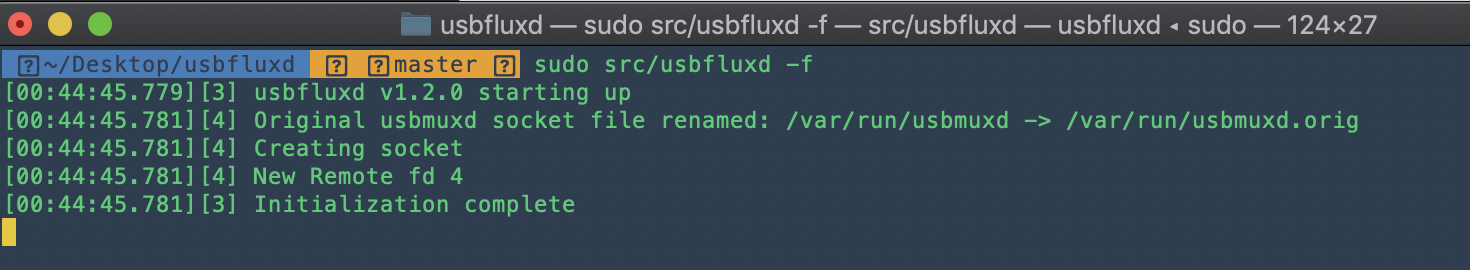 usbfluxd — sudo src/usbfluxd -f — src/usbfluxd — usbfluxd ◂ sudo — 124×27
~/Desktop/usbfluxd master sudo src/usbfluxd -f
[00:44:45.779][3] usbfluxd v1.2.0 starting up
[00:44:45.781][4] Original usbmuxd socket file renamed: /var/run/usbmuxd -> /var/run/usbmuxd.orig
[00:44:45.781][4] Creating socket
[00:44:45.781][4] New Remote fd 4
[00:44:45.781][3] Initialization complete